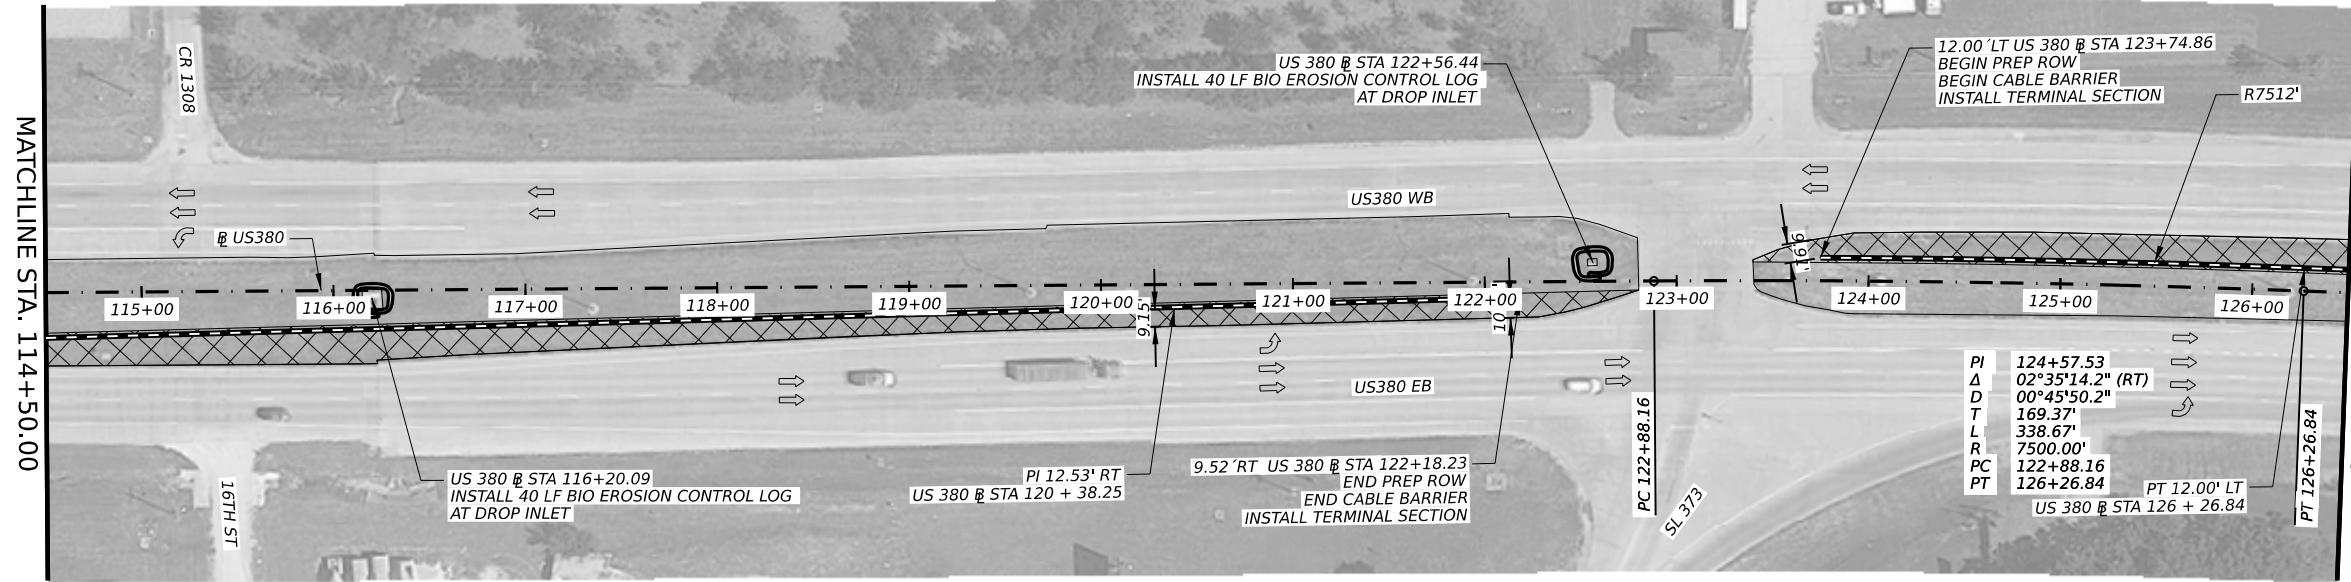 MATCHLINE STA. 114+50.00
CR 1308
US 380 BL STA 122+56.44
INSTALL 40 LF BIO EROSION CONTROL LOG
AT DROP INLET
12.00´LT US 380 BL STA 123+74.86
BEGIN PREP ROW
BEGIN CABLE BARRIER
INSTALL TERMINAL SECTION
R7512'
US380 WB
BL US380
115+00
116+00
117+00
118+00
119+00
120+00
121+00
122+00
123+00
124+00
125+00
126+00
9.15'
10
US380 EB
16TH ST
US 380 BL STA 116+20.09
INSTALL 40 LF BIO EROSION CONTROL LOG
AT DROP INLET
PI 12.53' RT
US 380 BL STA 120 + 38.25
9.52´RT US 380 BL STA 122+18.23
END PREP ROW
END CABLE BARRIER
INSTALL TERMINAL SECTION
PC 122+88.16
SL 373
PI 124+57.53
Δ 02°35'14.2" (RT)
D 00°45'50.2"
T 169.37'
L 338.67'
R 7500.00'
PC 122+88.16
PT 126+26.84
PT 12.00' LT
US 380 BL STA 126 + 26.84
PT 126+26.84